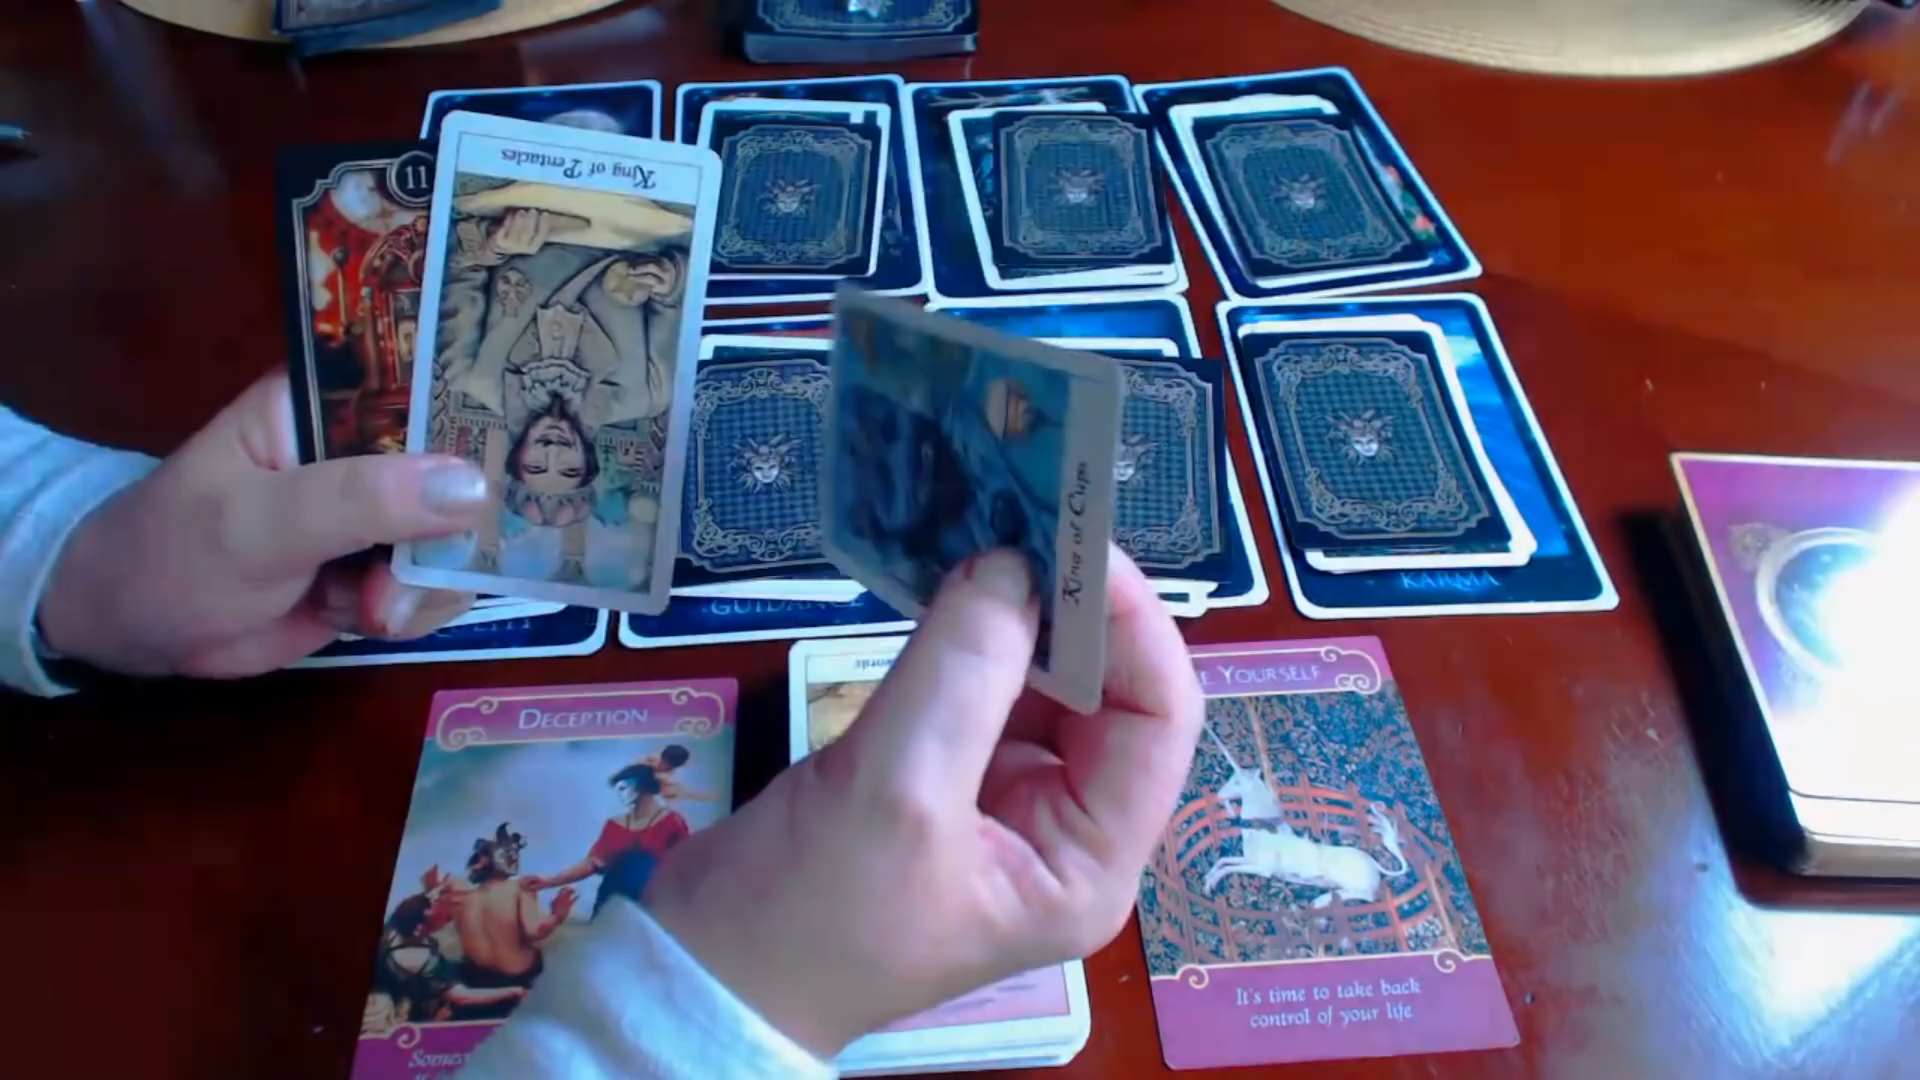 11
King of Pentacles
King of Cups
GUIDANCE
KARMA
DECEPTION
YOURSELF
It's time to take back
control of your life